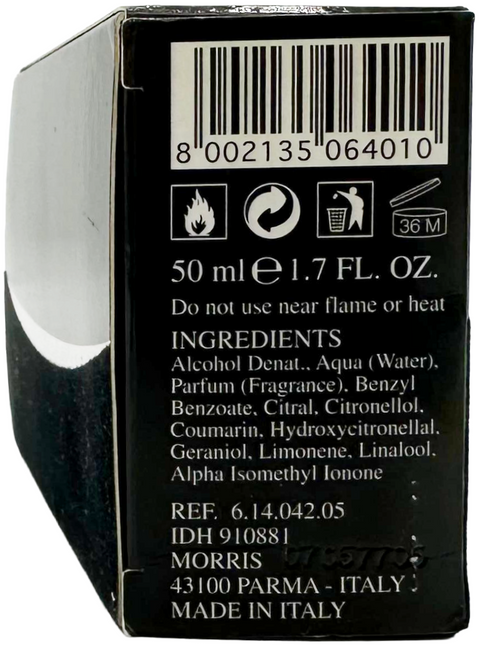 8 002135 064010
36 M
50 ml ℮ 1.7 FL. OZ.
Do not use near flame or heat
INGREDIENTS
Alcohol Denat., Aqua (Water),
Parfum (Fragrance), Benzyl
Benzoate, Citral, Citronellol,
Coumarin, Hydroxycitronellal,
Geraniol, Limonene, Linalool,
Alpha Isomethyl Ionone
REF. 6.14.042.05
IDH 910881
MORRIS
43100 PARMA - ITALY
MADE IN ITALY